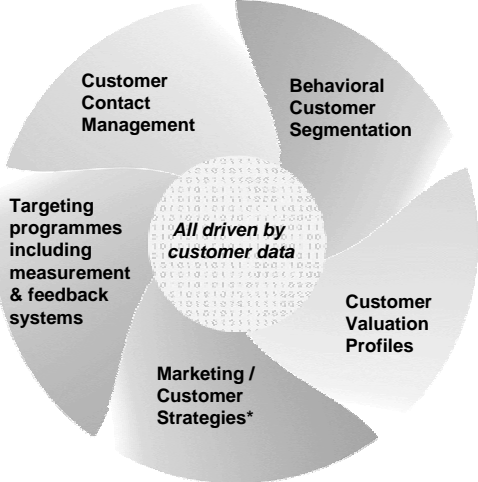 Customer
Contact
Management
Behavioral
Customer
Segmentation
Targeting
programmes
including
measurement
& feedback
systems
All driven by
customer data
Customer
Valuation
Profiles
Marketing /
Customer
Strategies*